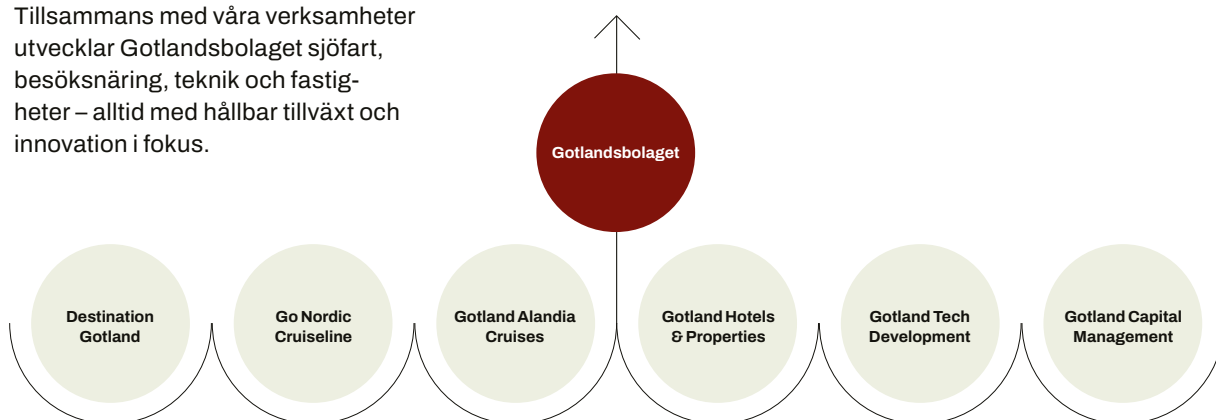 Tillsammans med våra verksamheter
utvecklar Gotlandsbolaget sjöfart,
besöksnäring, teknik och fastig-
heter – alltid med hållbar tillväxt och
innovation i fokus.
Gotlandsbolaget
Destination
Gotland
Go Nordic
Cruiseline
Gotland Alandia
Cruises
Gotland Hotels
& Properties
Gotland Tech
Development
Gotland Capital
Management